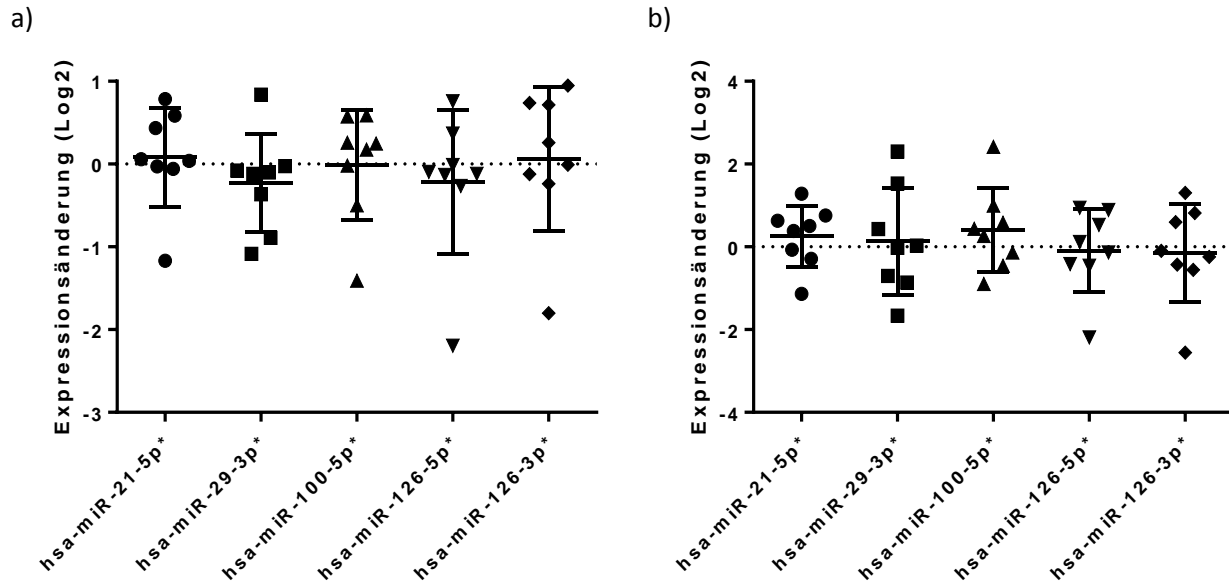 a)
Expressionsänderung (Log2)
1
0
-1
-2
-3
hsa-miR-21-5p*
hsa-miR-29-3p*
hsa-miR-100-5p*
hsa-miR-126-5p*
hsa-miR-126-3p*
b)
Expressionsänderung (Log2)
4
2
0
-2
-4
hsa-miR-21-5p*
hsa-miR-29-3p*
hsa-miR-100-5p*
hsa-miR-126-5p*
hsa-miR-126-3p*